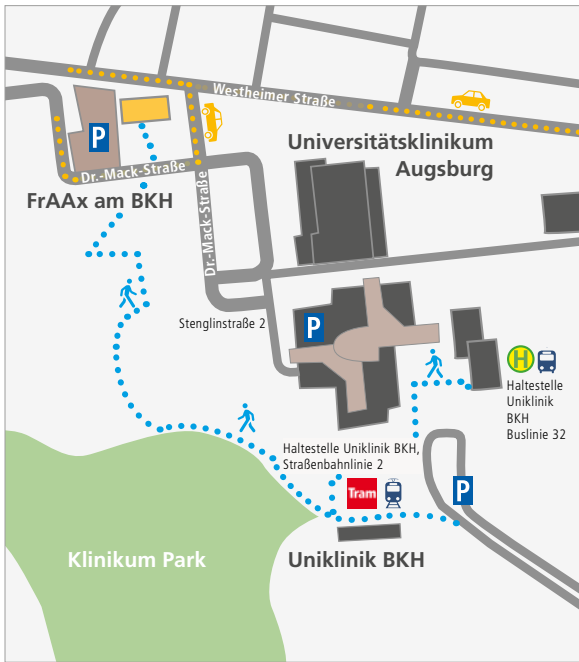 Westheimer Straße
P
Universitätsklinikum
Augsburg
Dr.-Mack-Straße
FrAAx am BKH
Dr.-Mack-Straße
Stenglinstraße 2
P
H
Haltestelle
Uniklinik
BKH
Buslinie 32
Haltestelle Uniklinik BKH,
Straßenbahnlinie 2
Tram
P
Klinikum Park
Uniklinik BKH